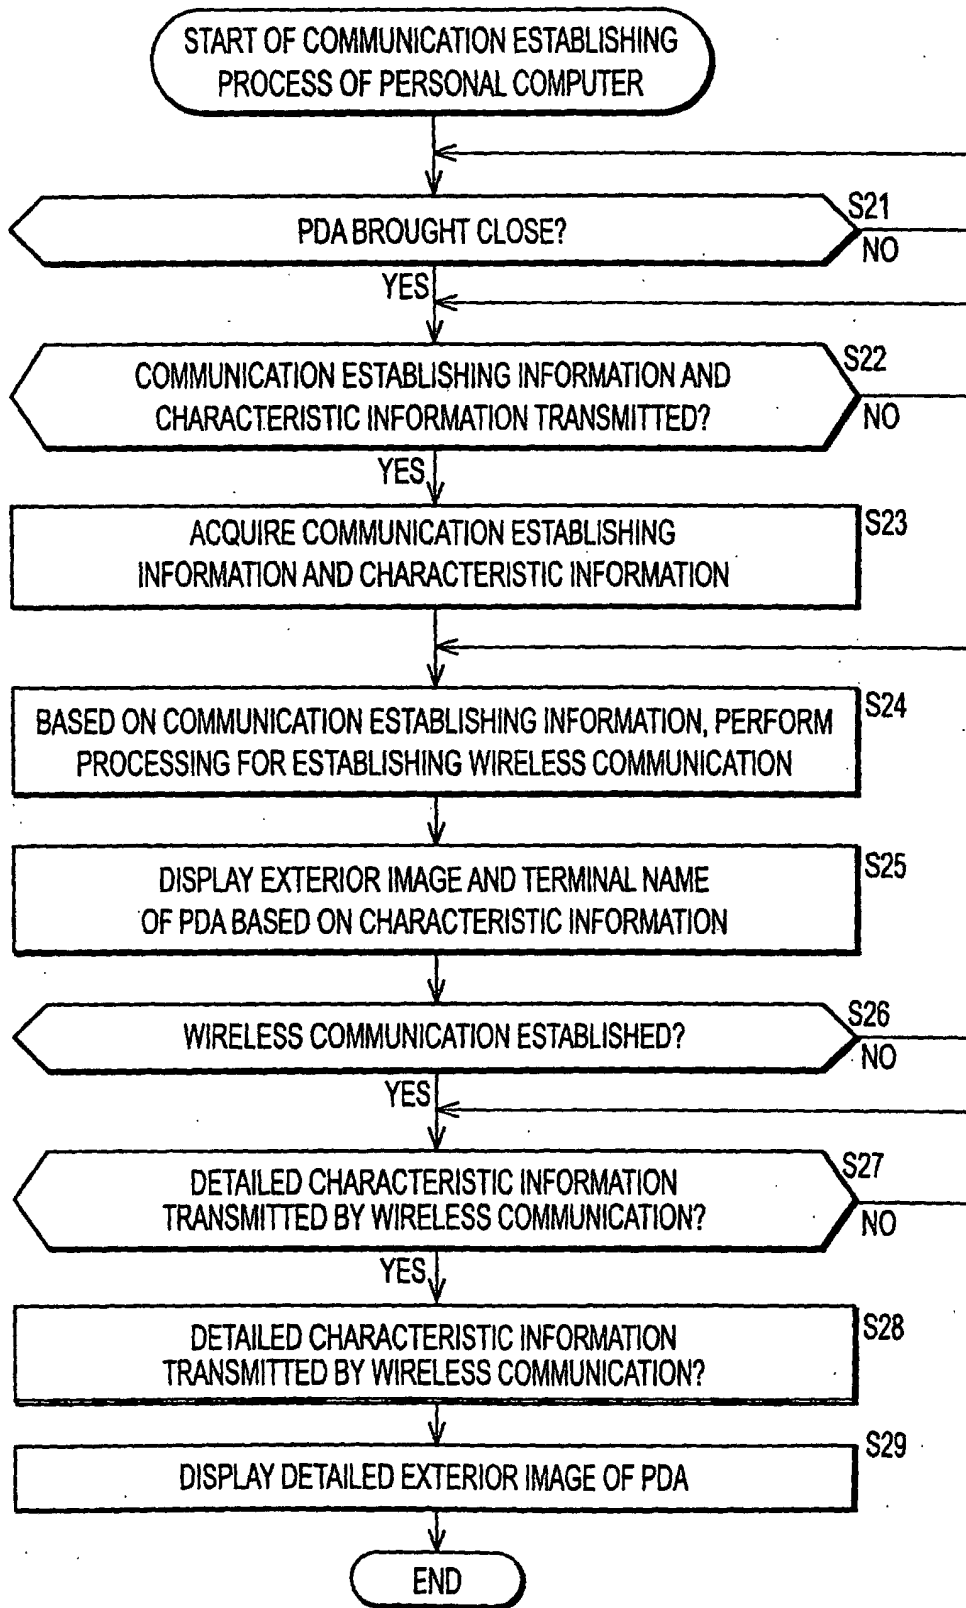 START OF COMMUNICATION ESTABLISHING
PROCESS OF PERSONAL COMPUTER
PDA BROUGHT CLOSE?
S21
NO
YES
COMMUNICATION ESTABLISHING INFORMATION AND
CHARACTERISTIC INFORMATION TRANSMITTED?
S22
NO
YES
ACQUIRE COMMUNICATION ESTABLISHING
INFORMATION AND CHARACTERISTIC INFORMATION
S23
BASED ON COMMUNICATION ESTABLISHING INFORMATION, PERFORM
PROCESSING FOR ESTABLISHING WIRELESS COMMUNICATION
S24
DISPLAY EXTERIOR IMAGE AND TERMINAL NAME
OF PDA BASED ON CHARACTERISTIC INFORMATION
S25
WIRELESS COMMUNICATION ESTABLISHED?
S26
NO
YES
DETAILED CHARACTERISTIC INFORMATION
TRANSMITTED BY WIRELESS COMMUNICATION?
S27
NO
YES
DETAILED CHARACTERISTIC INFORMATION
TRANSMITTED BY WIRELESS COMMUNICATION?
S28
DISPLAY DETAILED EXTERIOR IMAGE OF PDA
S29
END